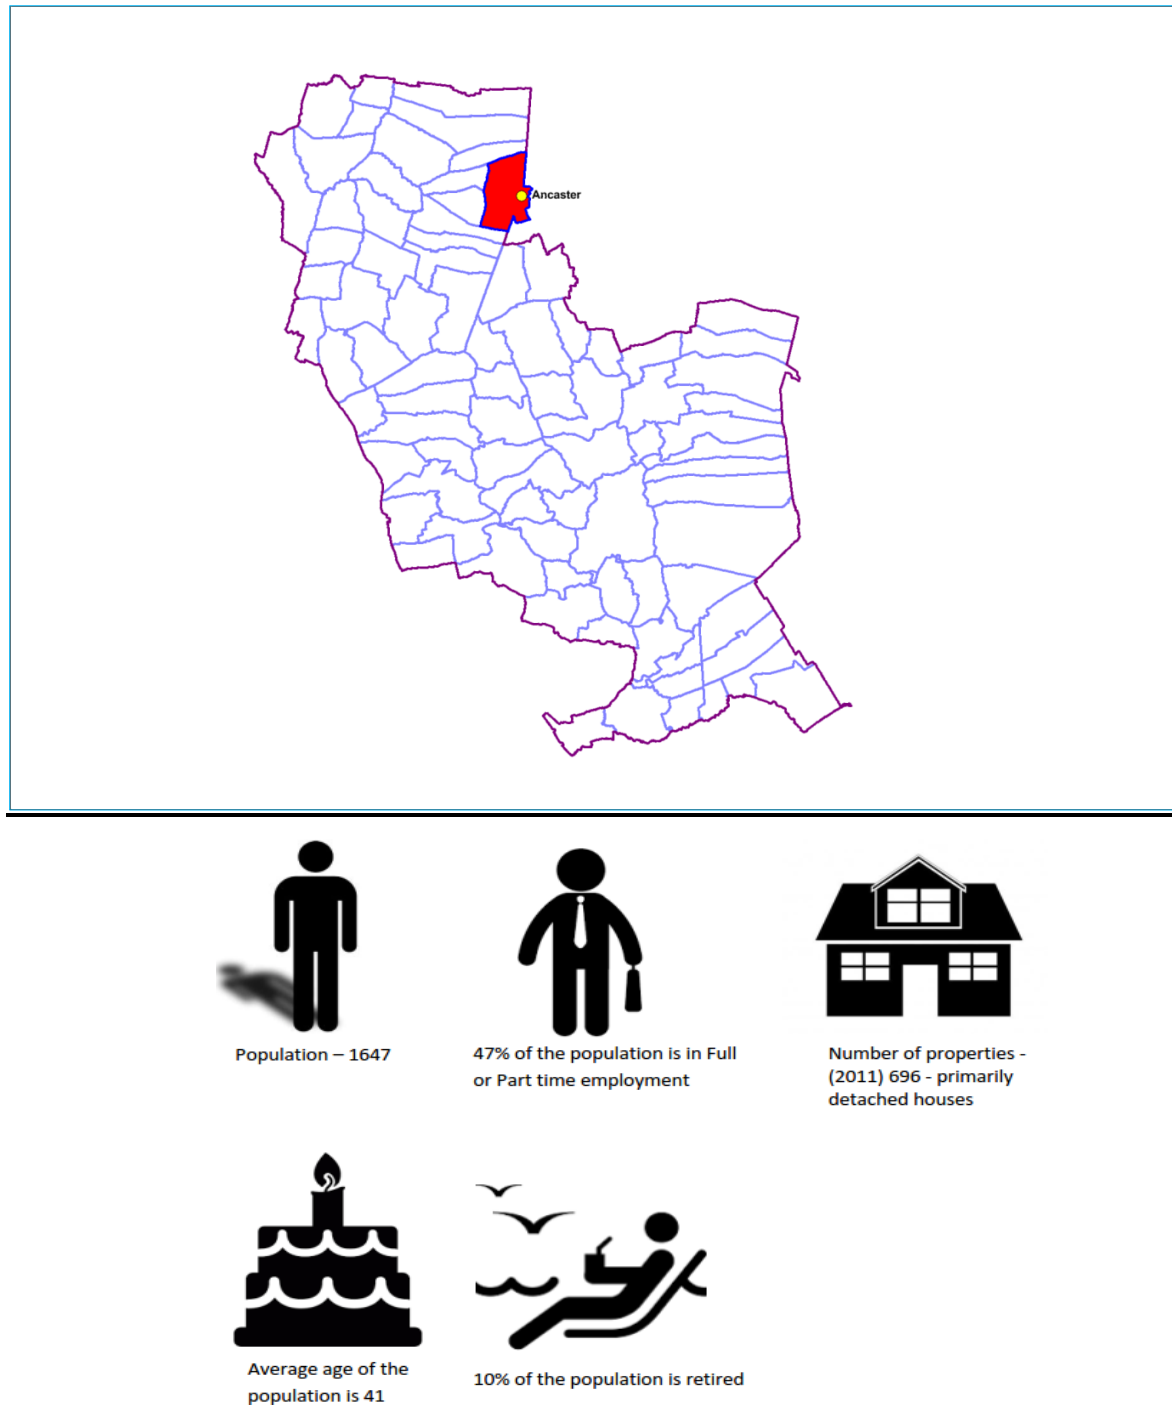 Ancaster
Population – 1647
47% of the population is in Full
or Part time employment
Number of properties -
(2011) 696 - primarily
detached houses
Average age of the
population is 41
10% of the population is retired